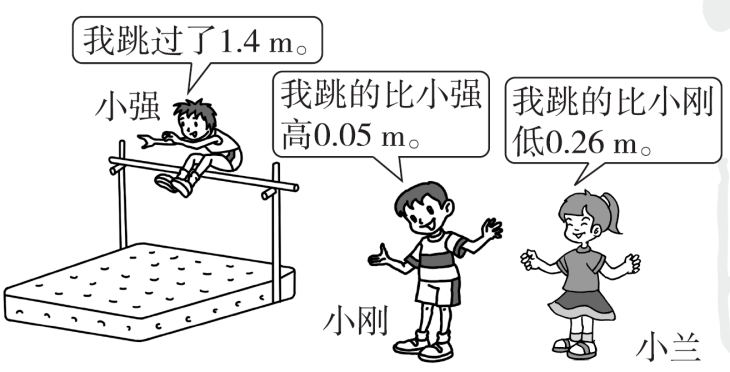 我跳过了1.4 m。
小强
我跳的比小强
高0.05 m。
我跳的比小刚
低0.26 m。
小刚
小兰